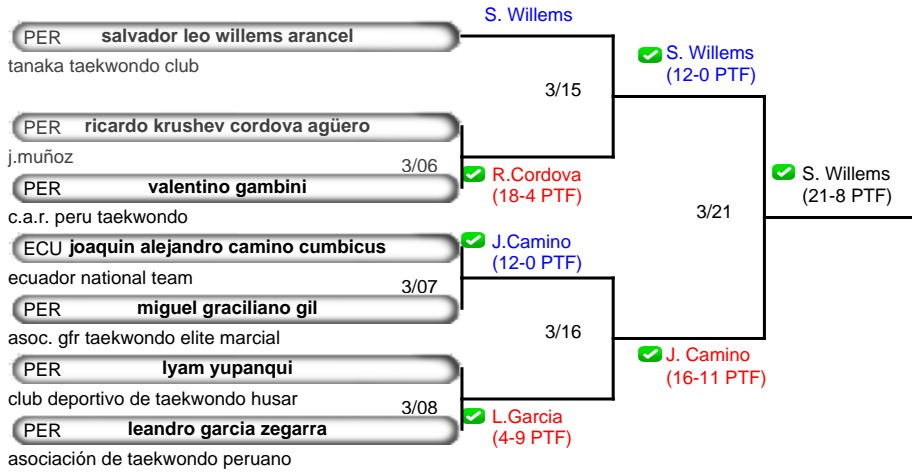 S. Willems
PER salvador leo willems arancel
tanaka taekwondo club
S. Willems
(12-0 PTF)
3/15
PER ricardo krushev cordova agüero
j.muñoz
3/06
R.Cordova
(18-4 PTF)
PER valentino gambini
c.a.r. peru taekwondo
S. Willems
(21-8 PTF)
3/21
ECU joaquin alejandro camino cumbicus
ecuador national team
J.Camino
(12-0 PTF)
3/07
PER miguel graciliano gil
asoc. gfr taekwondo elite marcial
3/16
J. Camino
(16-11 PTF)
PER lyam yupanqui
club deportivo de taekwondo husar
3/08
L.Garcia
(4-9 PTF)
PER leandro garcia zegarra
asociación de taekwondo peruano